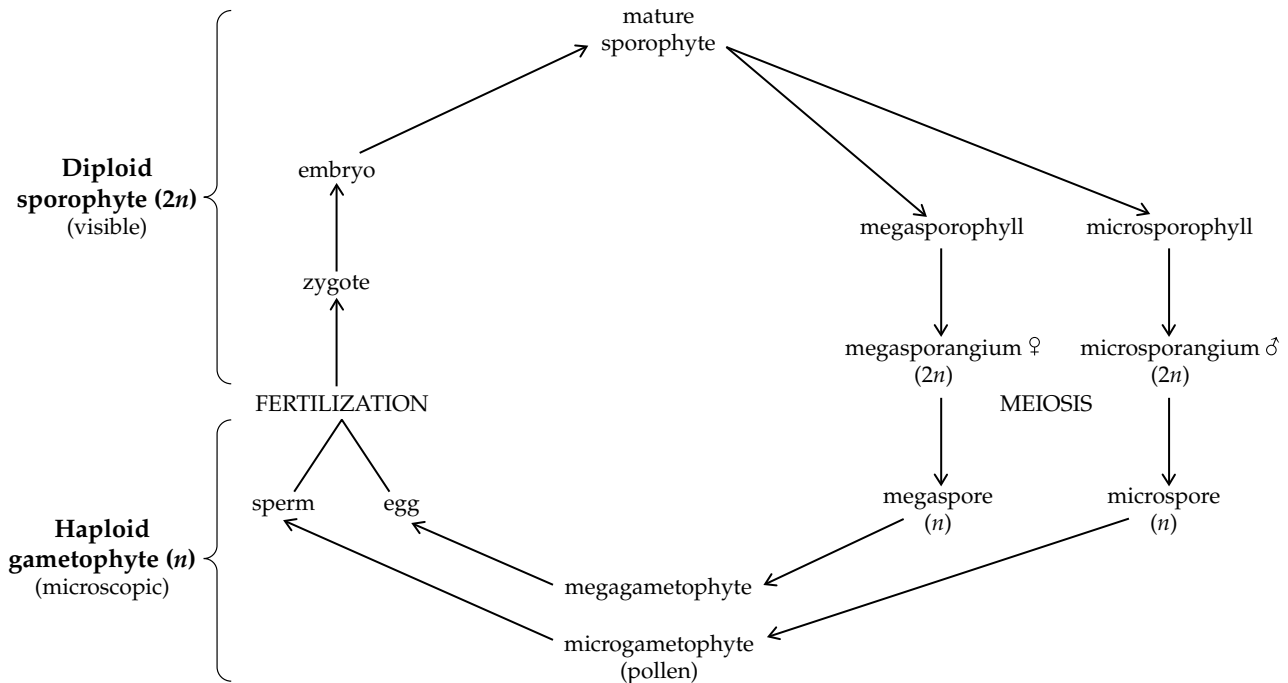 mature
sporophyte
Diploid
sporophyte (2n)
(visible)
embryo
megasporophyll
microsporophyll
zygote
megasporangium ♀
(2n)
microsporangium ♂
(2n)
FERTILIZATION
MEIOSIS
sperm
egg
megaspore
(n)
microspore
(n)
Haploid
gametophyte (n)
(microscopic)
megagametophyte
microgametophyte
(pollen)